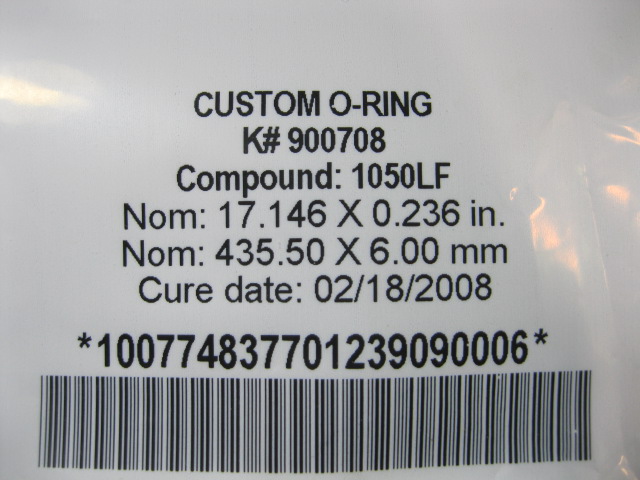 CUSTOM O-RING
K# 900708
Compound: 1050LF
Nom: 17.146 X 0.236 in.
Nom: 435.50 X 6.00 mm
Cure date: 02/18/2008
*100774837701239090006*